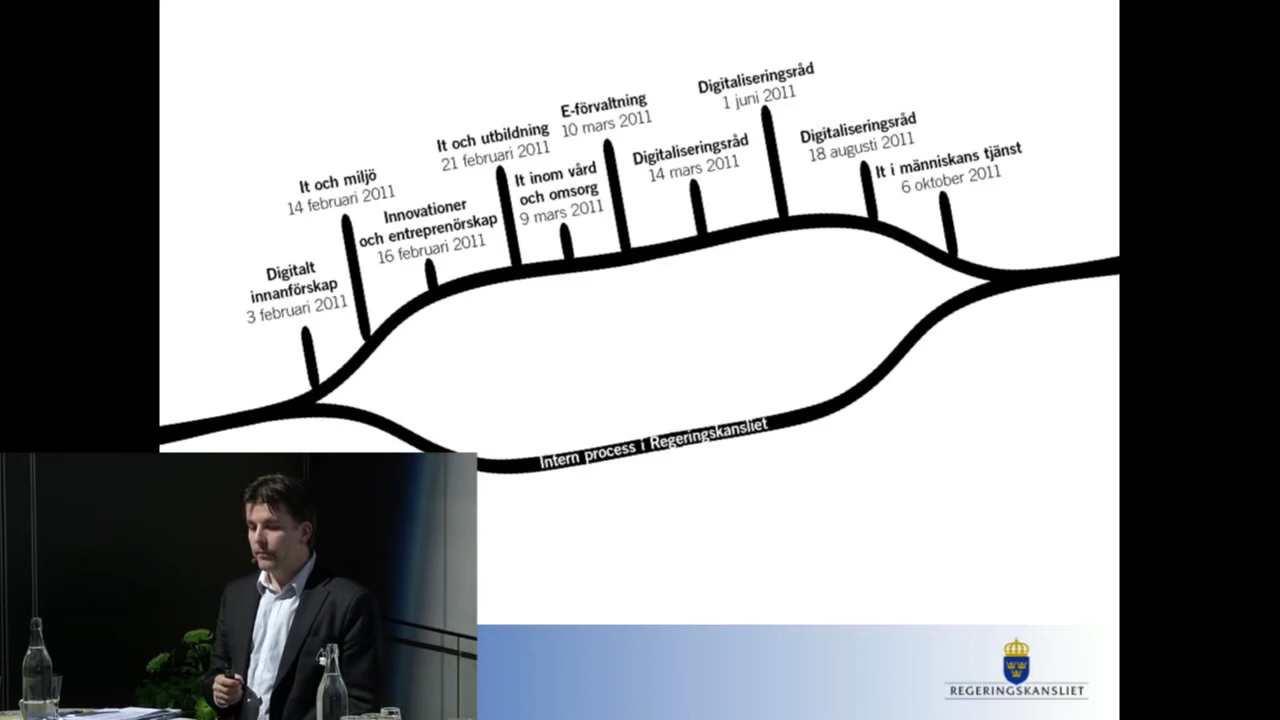 Digitalt
innanförskap
3 februari 2011
It och miljö
14 februari 2011
Innovationer
och entreprenörskap
16 februari 2011
It och utbildning
21 februari 2011
It inom vård
och omsorg
9 mars 2011
E-förvaltning
10 mars 2011
Digitaliseringsråd
14 mars 2011
Digitaliseringsråd
1 juni 2011
Digitaliseringsråd
18 augusti 2011
It i människans tjänst
6 oktober 2011
Intern process i Regeringskansliet
REGERINGSKANSLIET